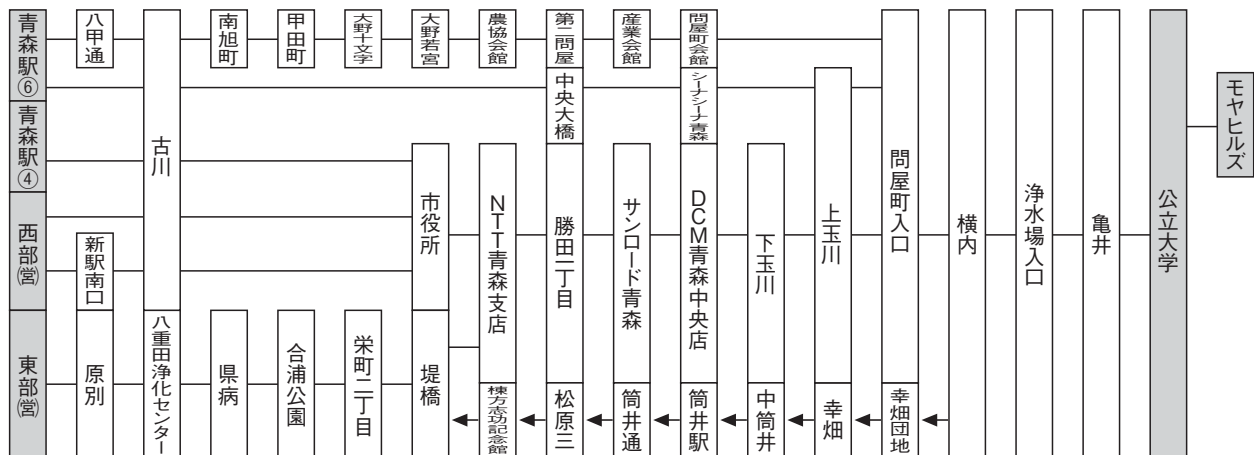 青森駅⑥
青森駅④
西部(営)
東部(営)
八甲通
新駅南口
原別
古川
八重田浄化センター
南旭町
県病
甲田町
合浦公園
大野十文字
栄町二丁目
大野若宮
市役所
堤橋
農協会館
NTT青森支店
棟方志功記念館
第二問屋
中央大橋
勝田一丁目
松原三
産業会館
サンロード青森
筒井通
問屋町会館
シーナシーナ青森
DCM青森中央店
筒井駅
下玉川
中筒井
上玉川
幸畑
問屋町入口
幸畑団地
横内
浄水場入口
亀井
公立大学
モヤヒルズ